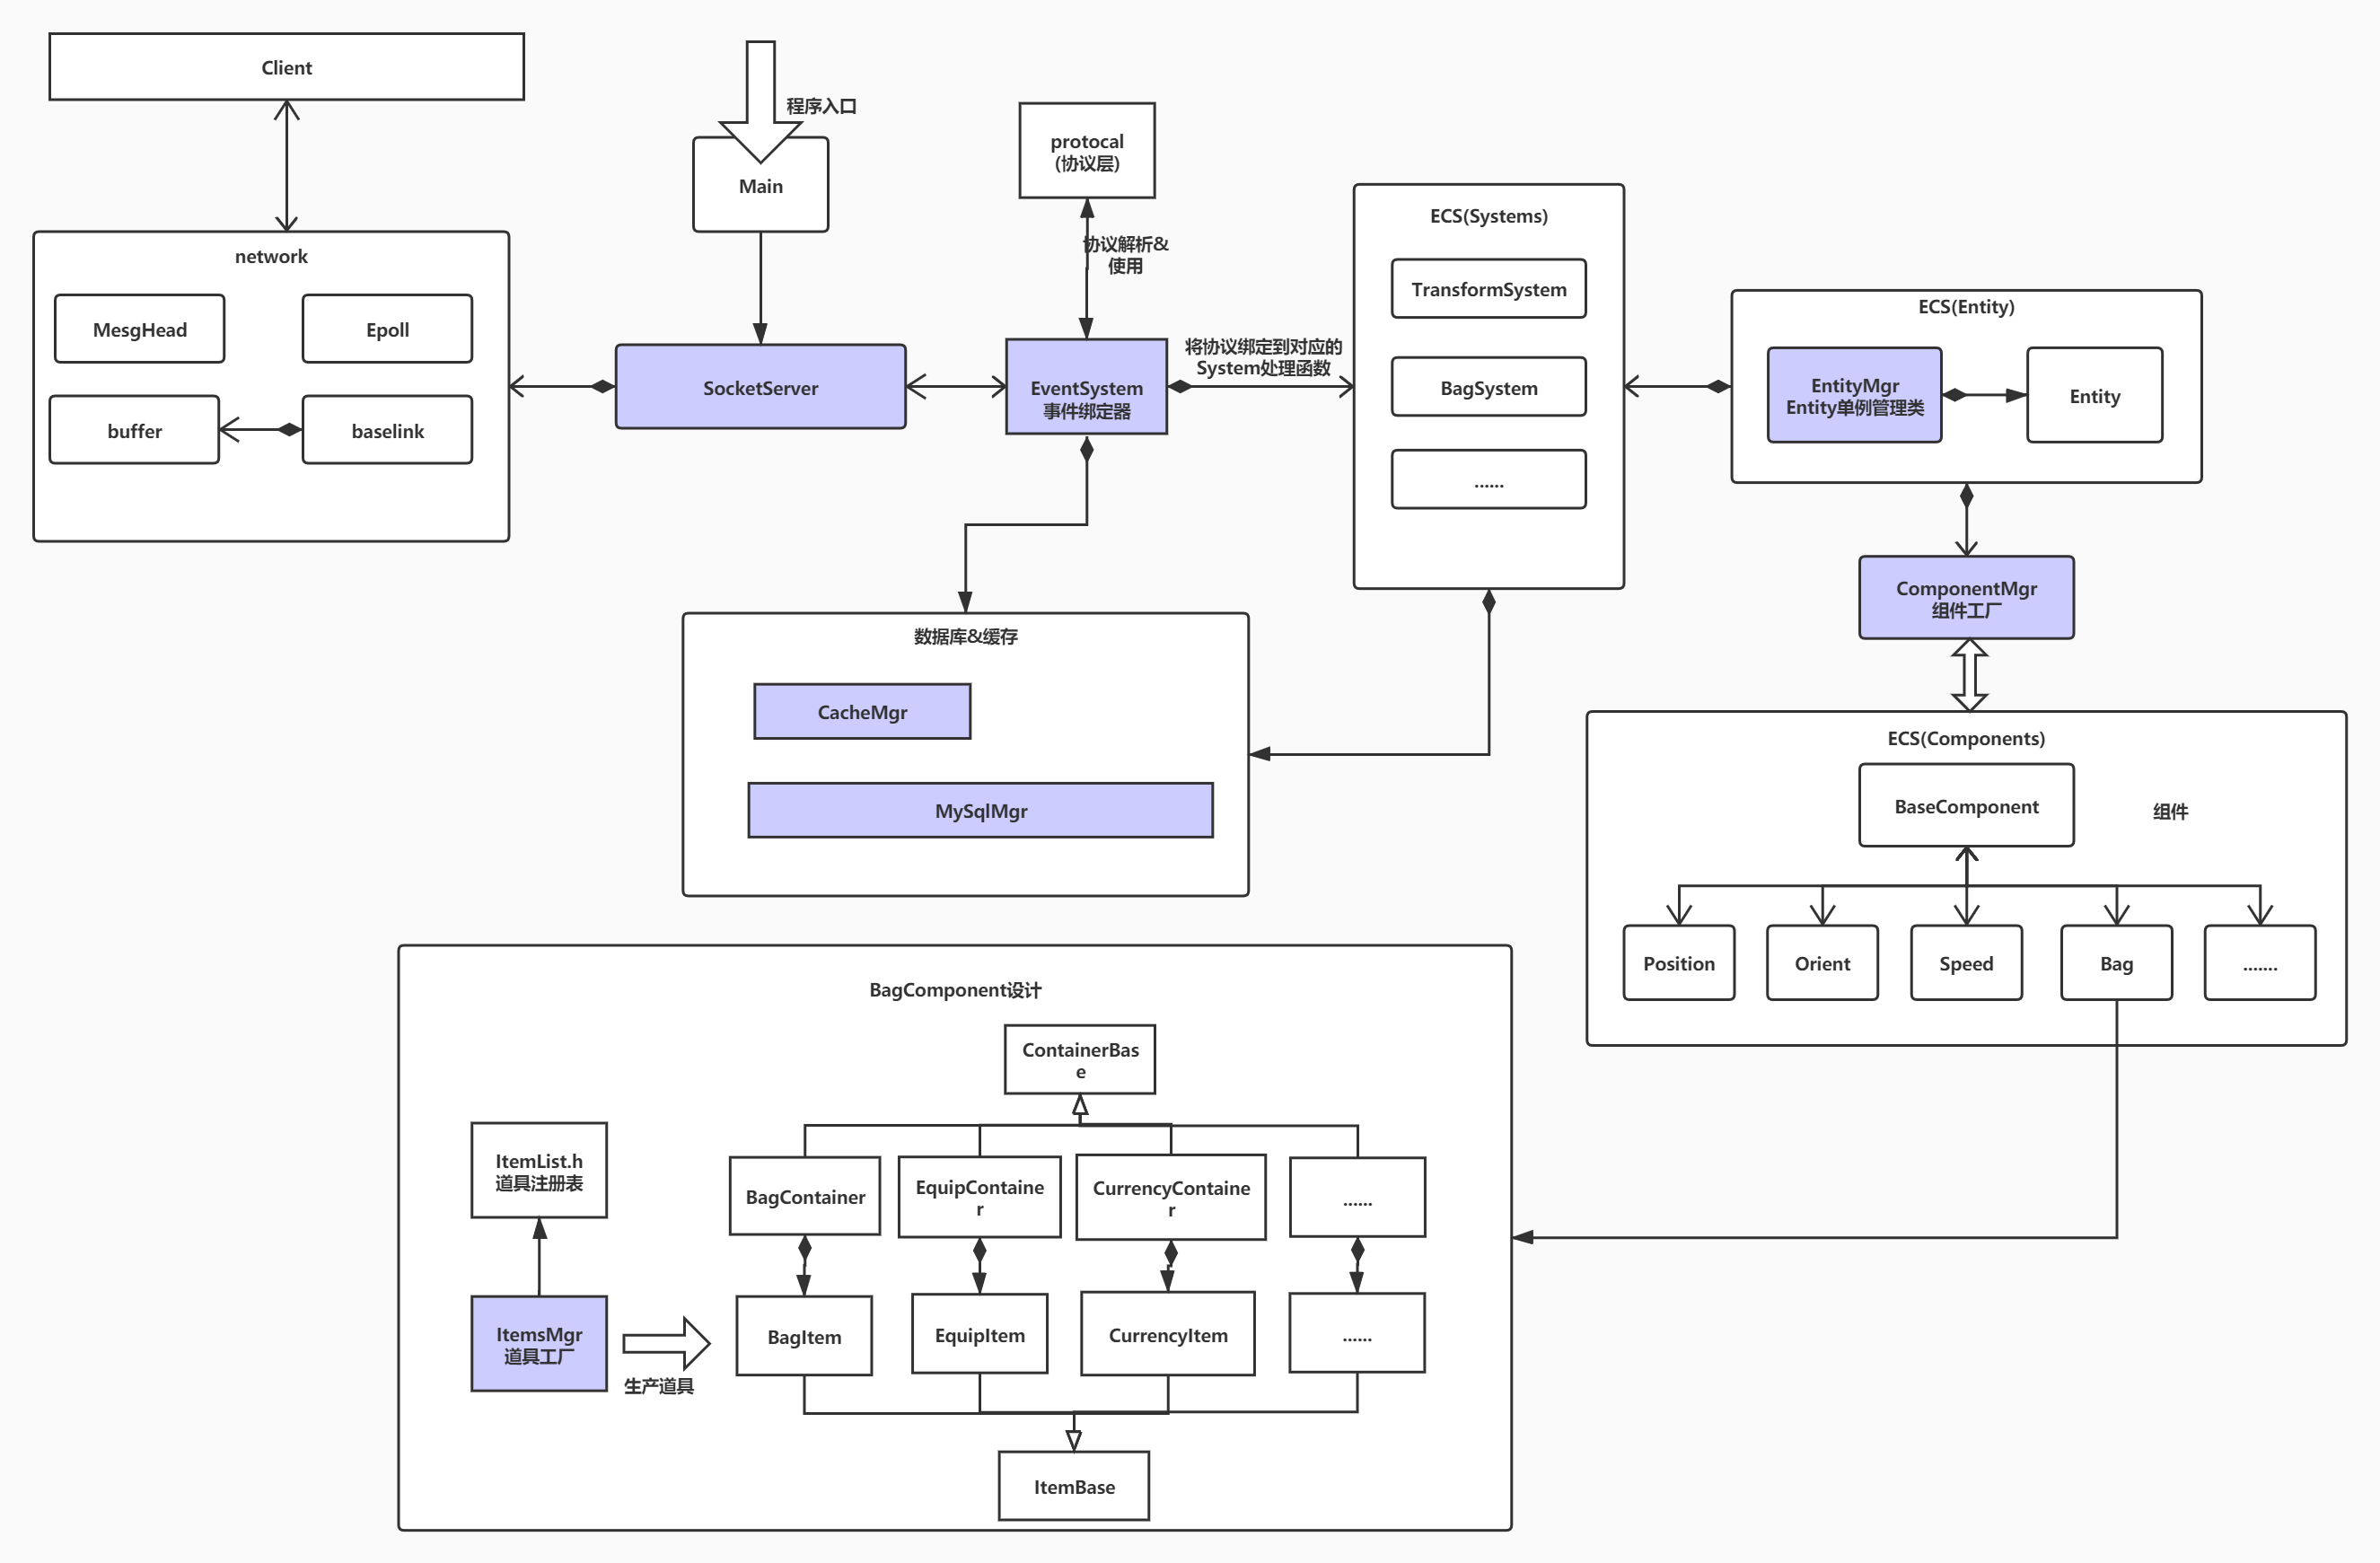 Client
程序入口
Main
protocal
(协议层)
协议解析&
使用
network
MesgHead
Epoll
buffer
baselink
SocketServer
EventSystem
事件绑定器
将协议绑定到对应的
System处理函数
ECS(Systems)
TransformSystem
BagSystem
......
ECS(Entity)
EntityMgr
Entity单例管理类
Entity
ComponentMgr
组件工厂
数据库&缓存
CacheMgr
MySqlMgr
ECS(Components)
BaseComponent
组件
Position
Orient
Speed
Bag
.......
BagComponent设计
ContainerBas
e
ItemList.h
道具注册表
BagContainer
EquipContaine
r
CurrencyContaine
r
......
ItemsMgr
道具工厂
生产道具
BagItem
EquipItem
CurrencyItem
......
ItemBase